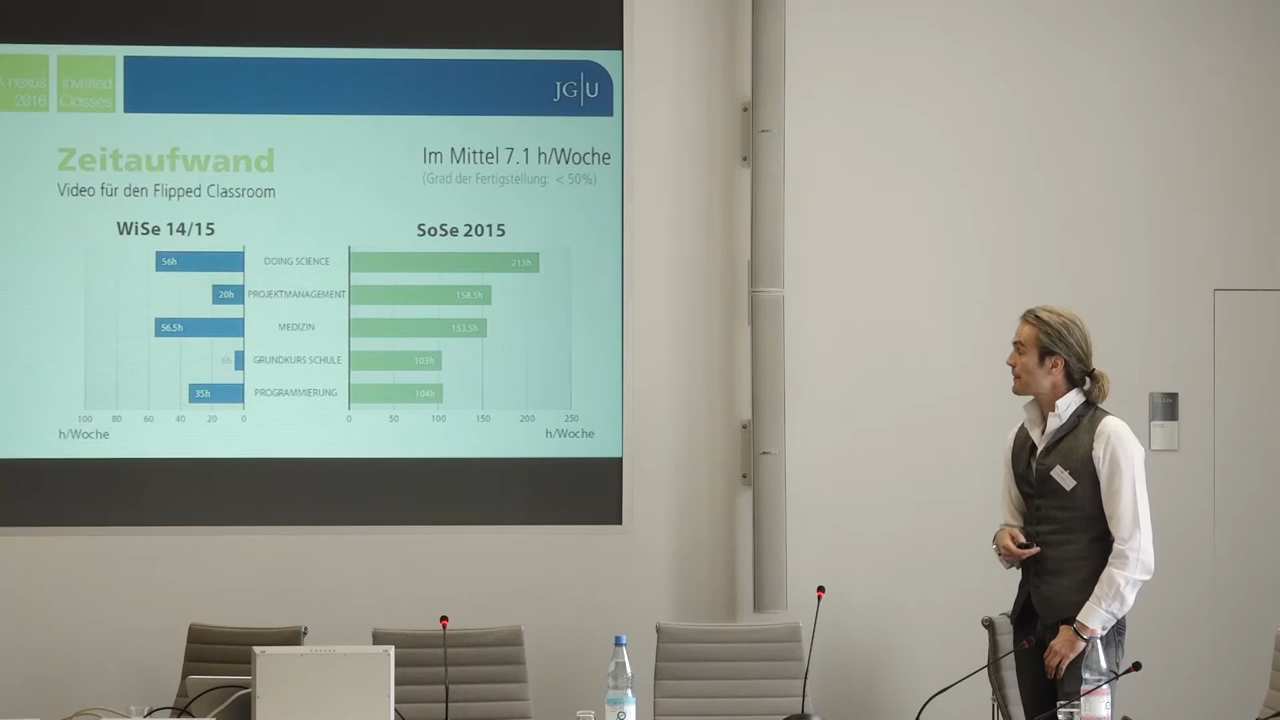 nexus
2016
Inverted
Classes
JG|U
Zeitaufwand
Video für den Flipped Classroom
Im Mittel 7.1 h/Woche
(Grad der Fertigstellung: < 50%)
WiSe 14/15
SoSe 2015
56h DOING SCIENCE 213h
20h PROJEKTMANAGEMENT 158.5h
56.5h MEDIZIN 153.5h
6h GRUNDKURS SCHULE 103h
35h PROGRAMMIERUNG 104h
100 80 60 40 20 0 0 50 100 150 200 250
h/Woche h/Woche